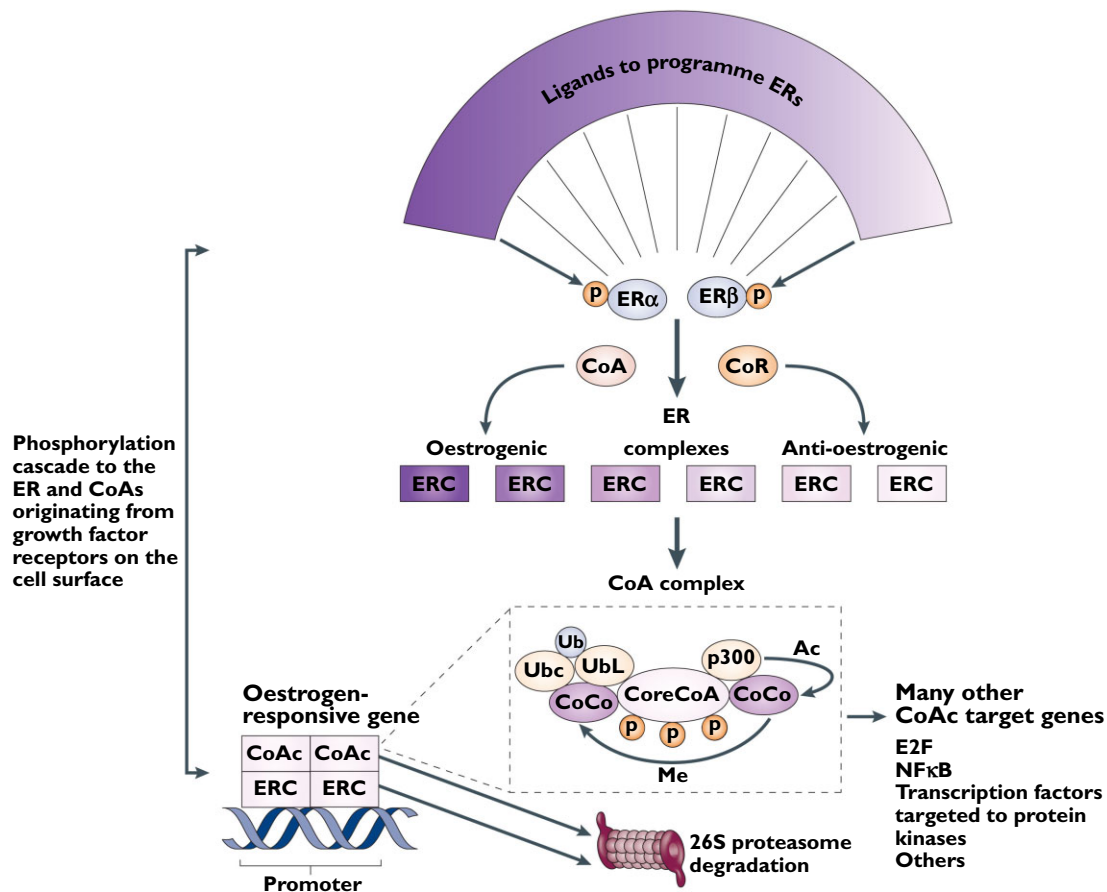 Ligands to programme ERs
P ERα ERβ P
CoA CoR
ER
Oestrogenic complexes Anti-oestrogenic
ERC ERC ERC ERC ERC ERC
Phosphorylation
cascade to the
ER and CoAs
originating from
growth factor
receptors on the
cell surface
CoA complex
Ub
Ubc UbL p300 Ac
CoCo CoreCoA CoCo
P P P
Me
Oestrogen-
responsive gene
CoAc CoAc
ERC ERC
Promoter
26S proteasome
degradation
Many other
CoAc target genes
E2F
NFκB
Transcription factors
targeted to protein
kinases
Others